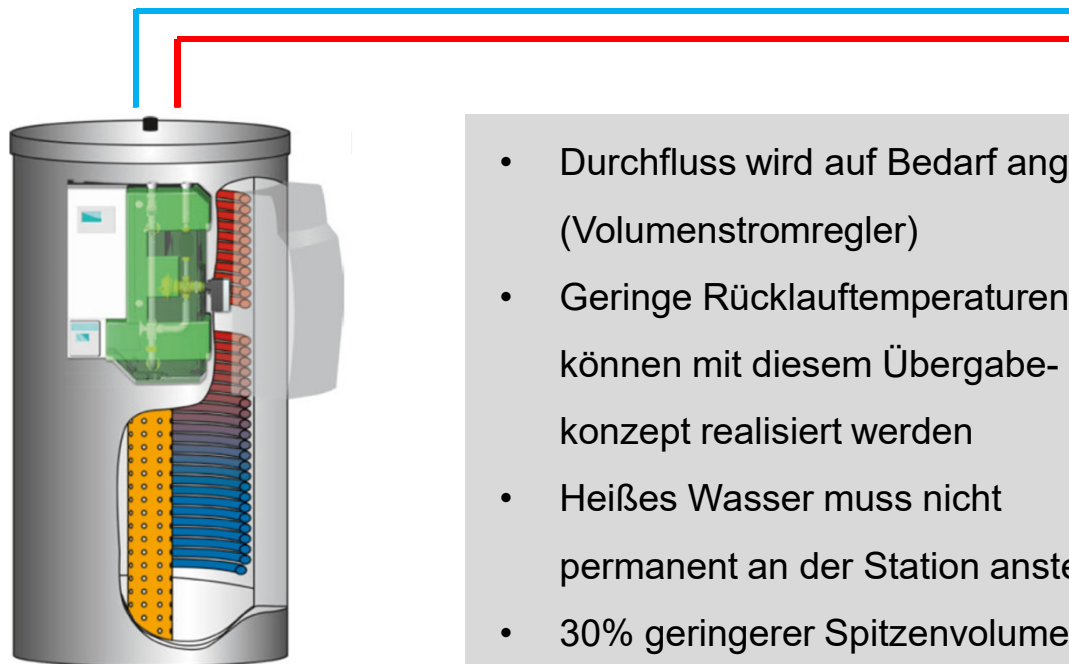 • Durchfluss wird auf Bedarf ang
(Volumenstromregler)
• Geringe Rücklauftemperaturen
können mit diesem Übergabe-
konzept realisiert werden
• Heißes Wasser muss nicht
permanent an der Station anste
• 30% geringerer Spitzenvolume